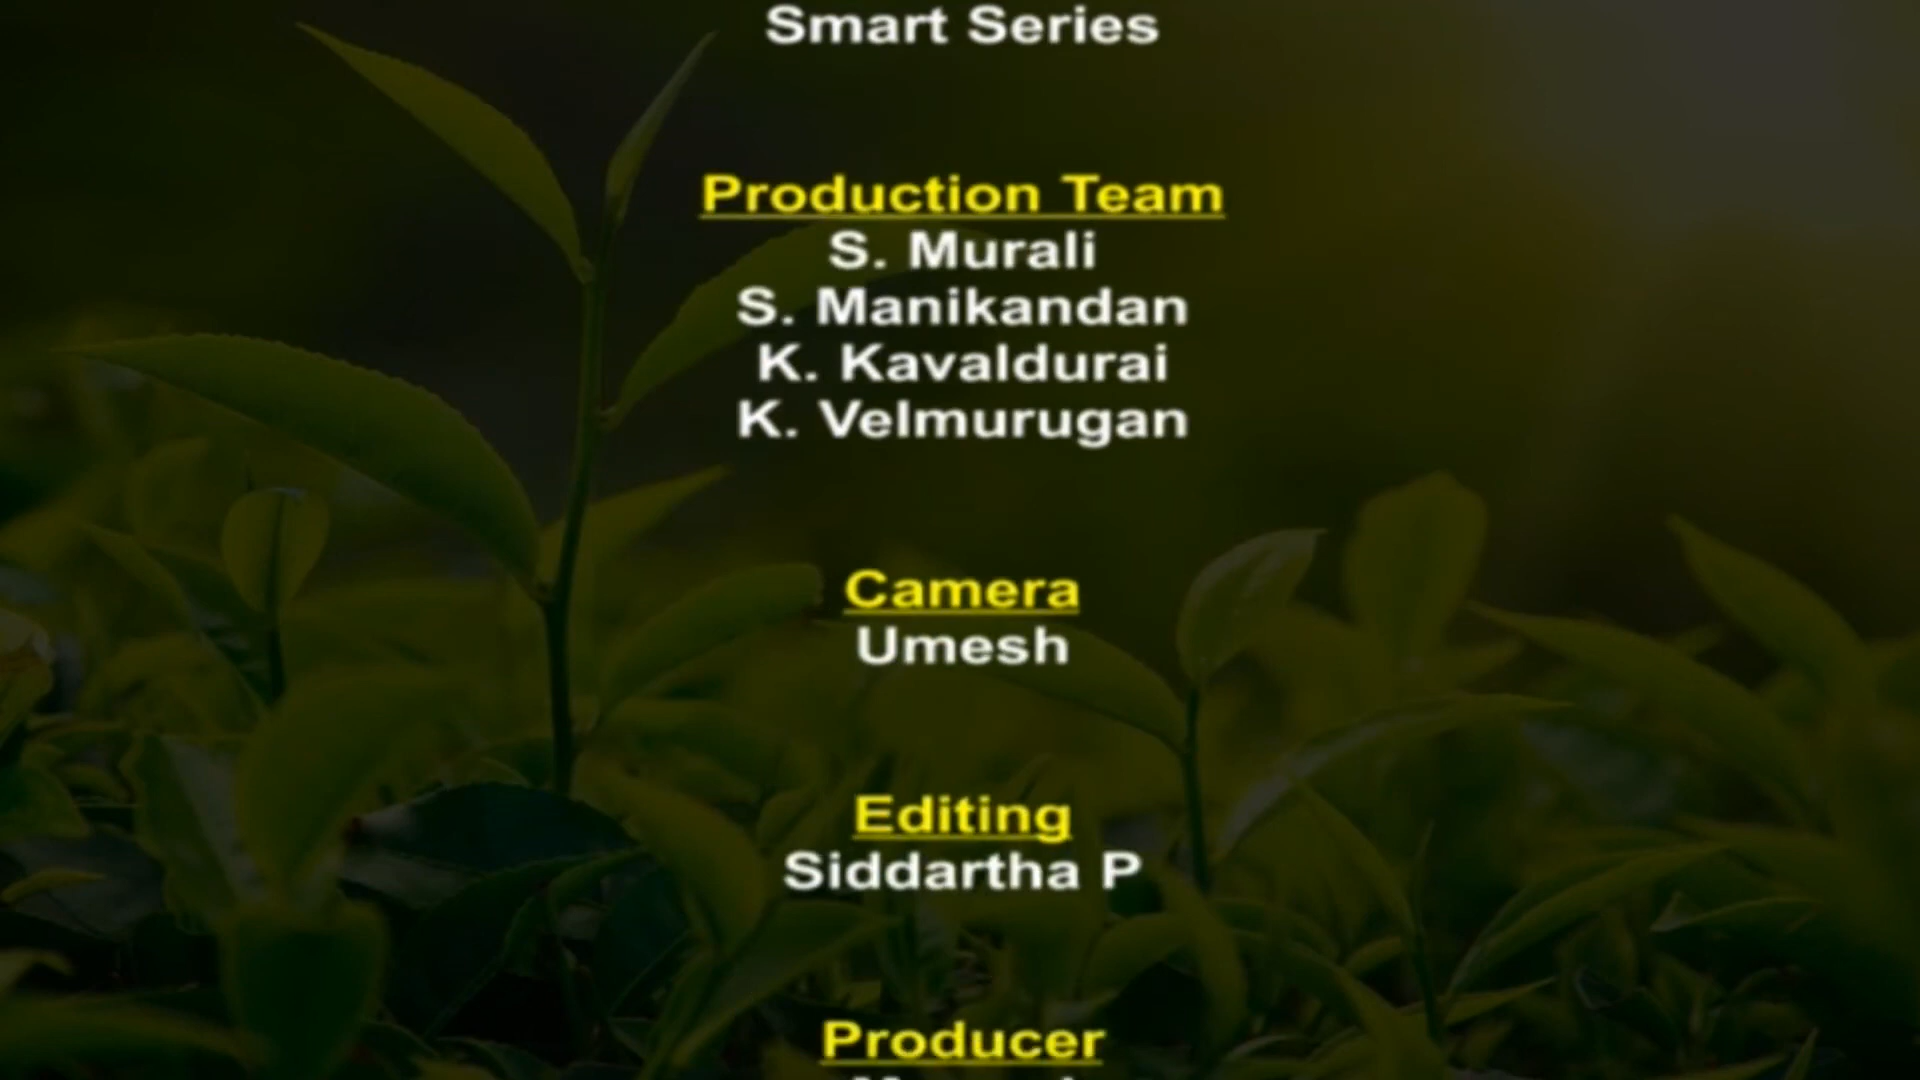 Smart Series
Production Team
S. Murali
S. Manikandan
K. Kavaldurai
K. Velmurugan
Camera
Umesh
Editing
Siddartha P
Producer